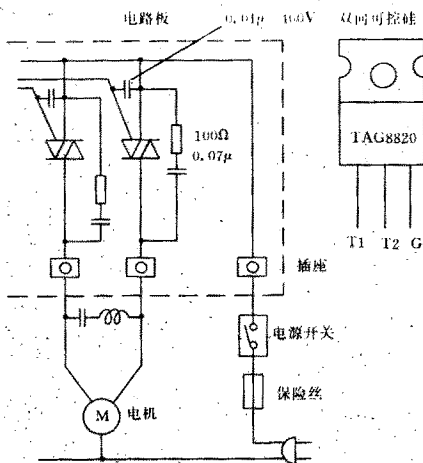 电路板
0.01μ 400V
双向可控硅
100Ω
0.07μ
TAG8820
T1 T2 G
插座
电源开关
保险丝
M
电机